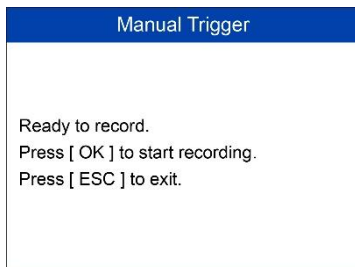 Manual Trigger
Ready to record.
Press [ OK ] to start recording.
Press [ ESC ] to exit.